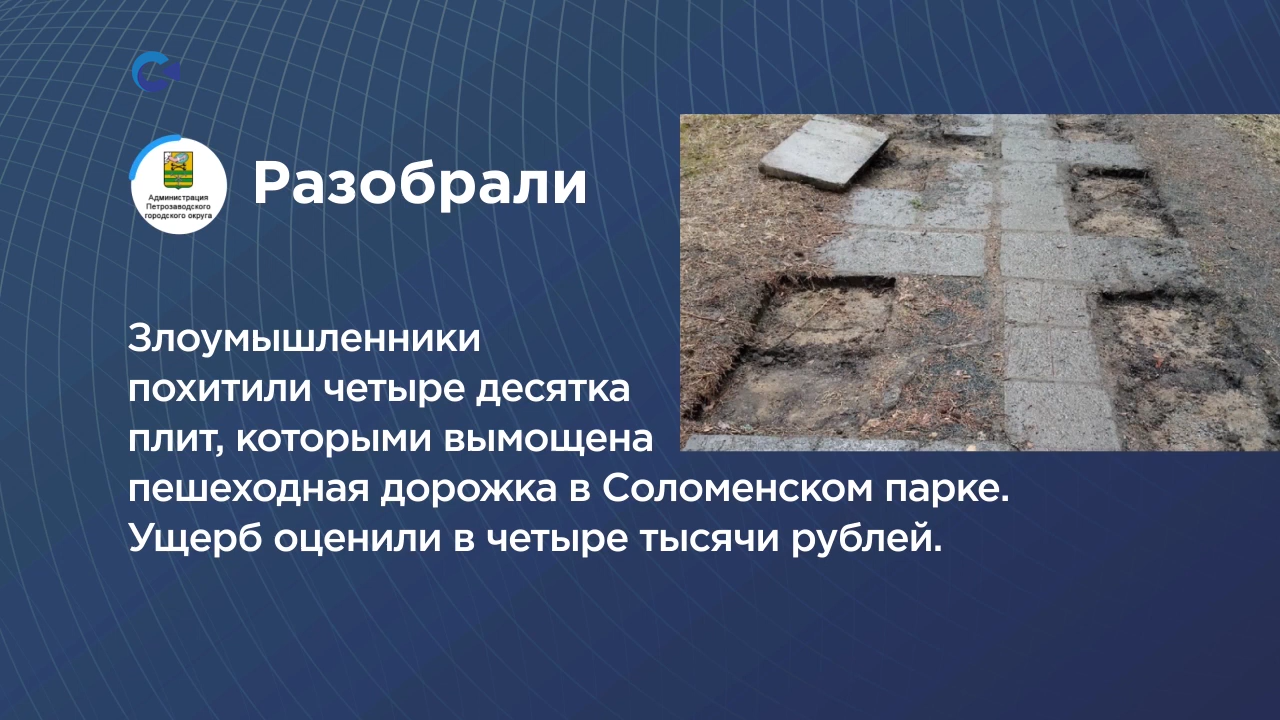 Администрация
Петрозаводского
городского округа
Разобрали
Злоумышленники
похитили четыре десятка
плит, которыми вымощена
пешеходная дорожка в Соломенском парке.
Ущерб оценили в четыре тысячи рублей.